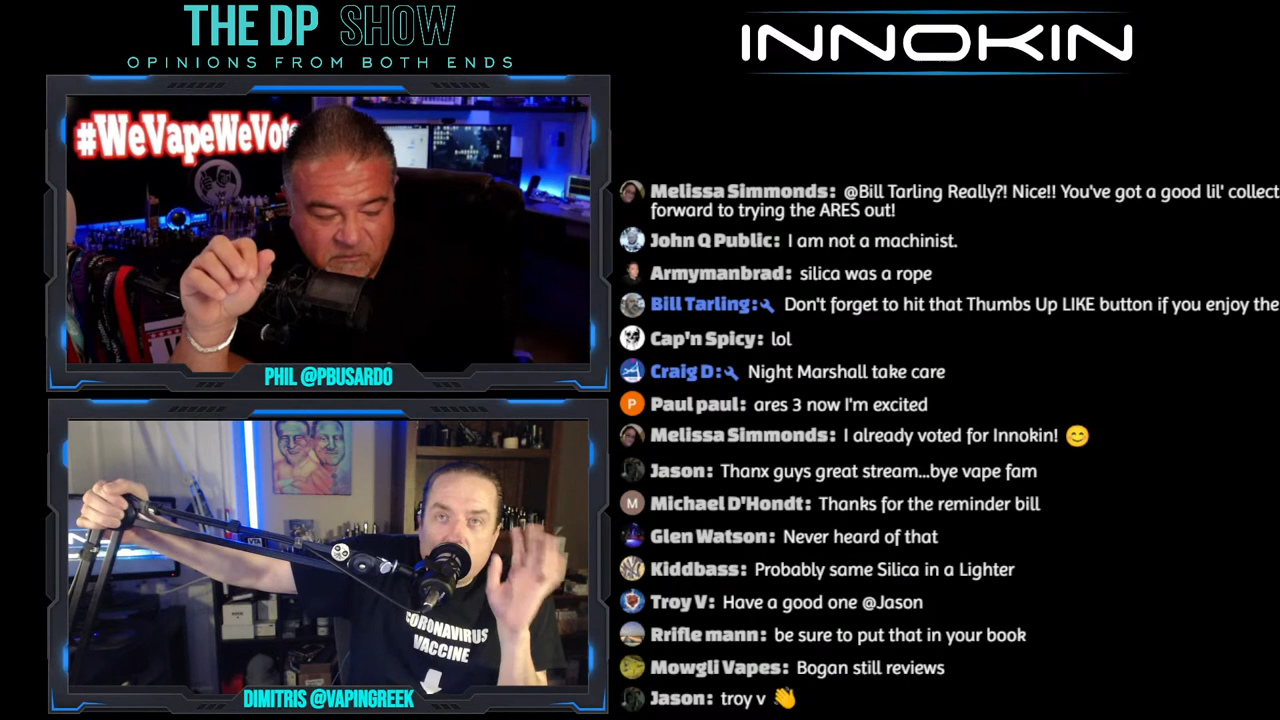 THE DP SHOW
OPINIONS FROM BOTH ENDS
INNOKIN
#WeVapeWeVote
PHIL @PBUSARDO
CORONAVIRUS
VACCINE
DIMITRIS @VAPINGREEK
Melissa Simmonds: @Bill Tarling Really?! Nice!! You've got a good lil' collect
forward to trying the ARES out!
John Q Public: I am not a machinist.
Armymanbrad: silica was a rope
Bill Tarling: Don't forget to hit that Thumbs Up LIKE button if you enjoy the
Cap'n Spicy: lol
Craig D: Night Marshall take care
P Paul paul: ares 3 now I'm excited
Melissa Simmonds: I already voted for Innokin! 😊
Jason: Thanx guys great stream...bye vape fam
M Michael D'Hondt: Thanks for the reminder bill
Glen Watson: Never heard of that
Kiddbass: Probably same Silica in a Lighter
Troy V: Have a good one @Jason
Rrifle mann: be sure to put that in your book
Mowgli Vapes: Bogan still reviews
Jason: troy v 👋